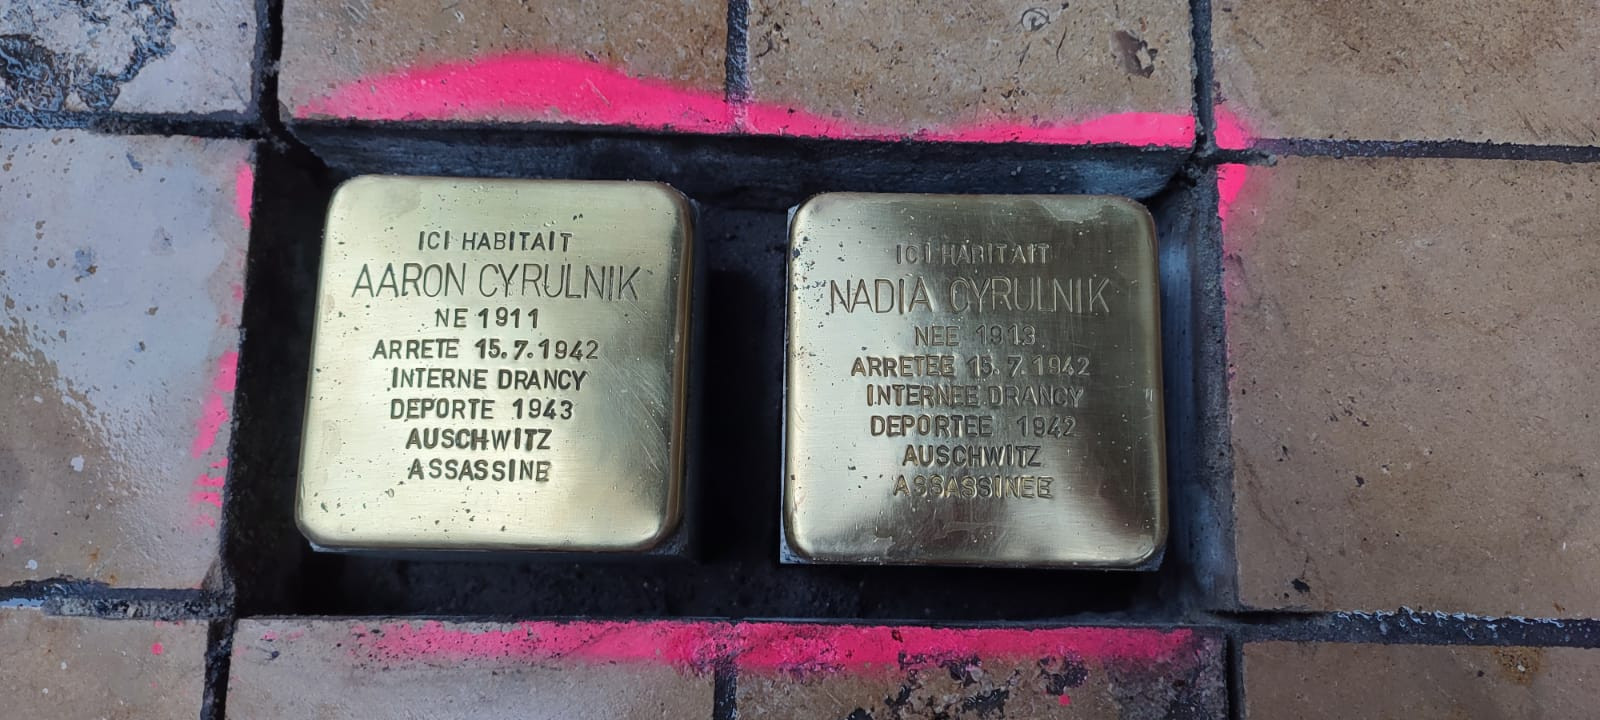 ICI HABITAIT
AARON CYRULNIK
NE 1911
ARRETE 15.7.1942
INTERNE DRANCY
DEPORTE 1943
AUSCHWITZ
ASSASSINE
ICI HABITAIT
NADIA CYRULNIK
NEE 1913
ARRETEE 15.7.1942
INTERNEE DRANCY
DEPORTEE 1942
AUSCHWITZ
ASSASSINEE